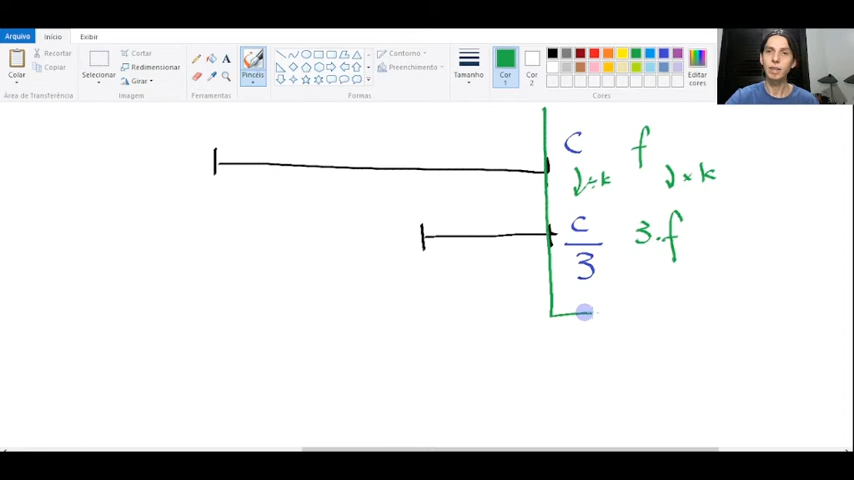 Arquivo Início Exibir
Colar
Recortar
Copiar
Área de Transferência
Selecionar
Cortar
Redimensionar
Girar
Imagem
Ferramentas
Pincéis
Contorno
Preenchimento
Formas
Tamanho
Cor 1
Cor 2
Editar cores
Cores
c f
↓÷k ↓×k
c/3 3.f